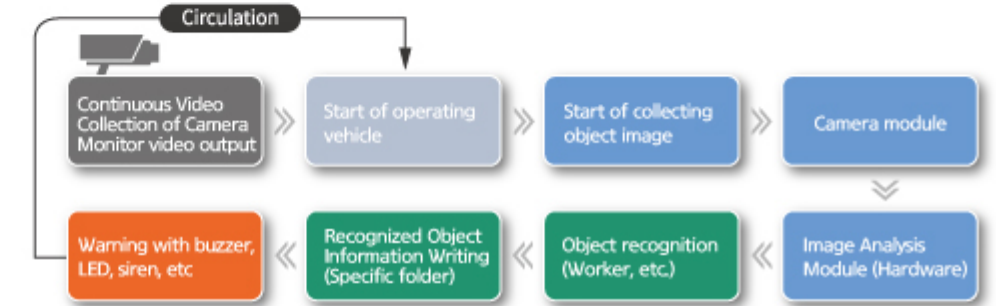 Circulation
Continuous Video
Collection of Camera
Monitor video output
Start of operating
vehicle
Start of collecting
object image
Camera module
Warning with buzzer,
LED, siren, etc
Recognized Object
Information Writing
(Specific folder)
Object recognition
(Worker, etc.)
Image Analysis
Module (Hardware)